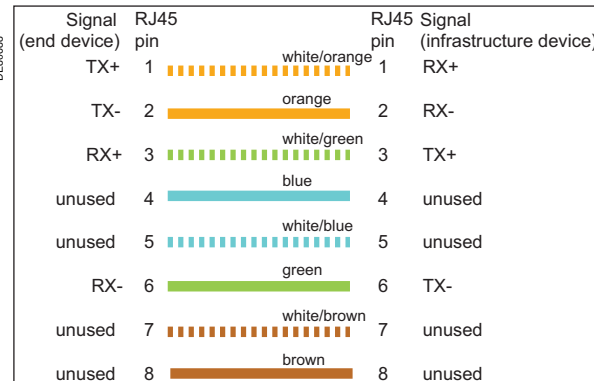 Signal RJ45 RJ45 Signal
(end device) pin pin (infrastructure device)
TX+ 1 white/orange 1 RX+
TX- 2 orange 2 RX-
RX+ 3 white/green 3 TX+
unused 4 blue 4 unused
unused 5 white/blue 5 unused
RX- 6 green 6 TX-
unused 7 white/brown 7 unused
unused 8 brown 8 unused